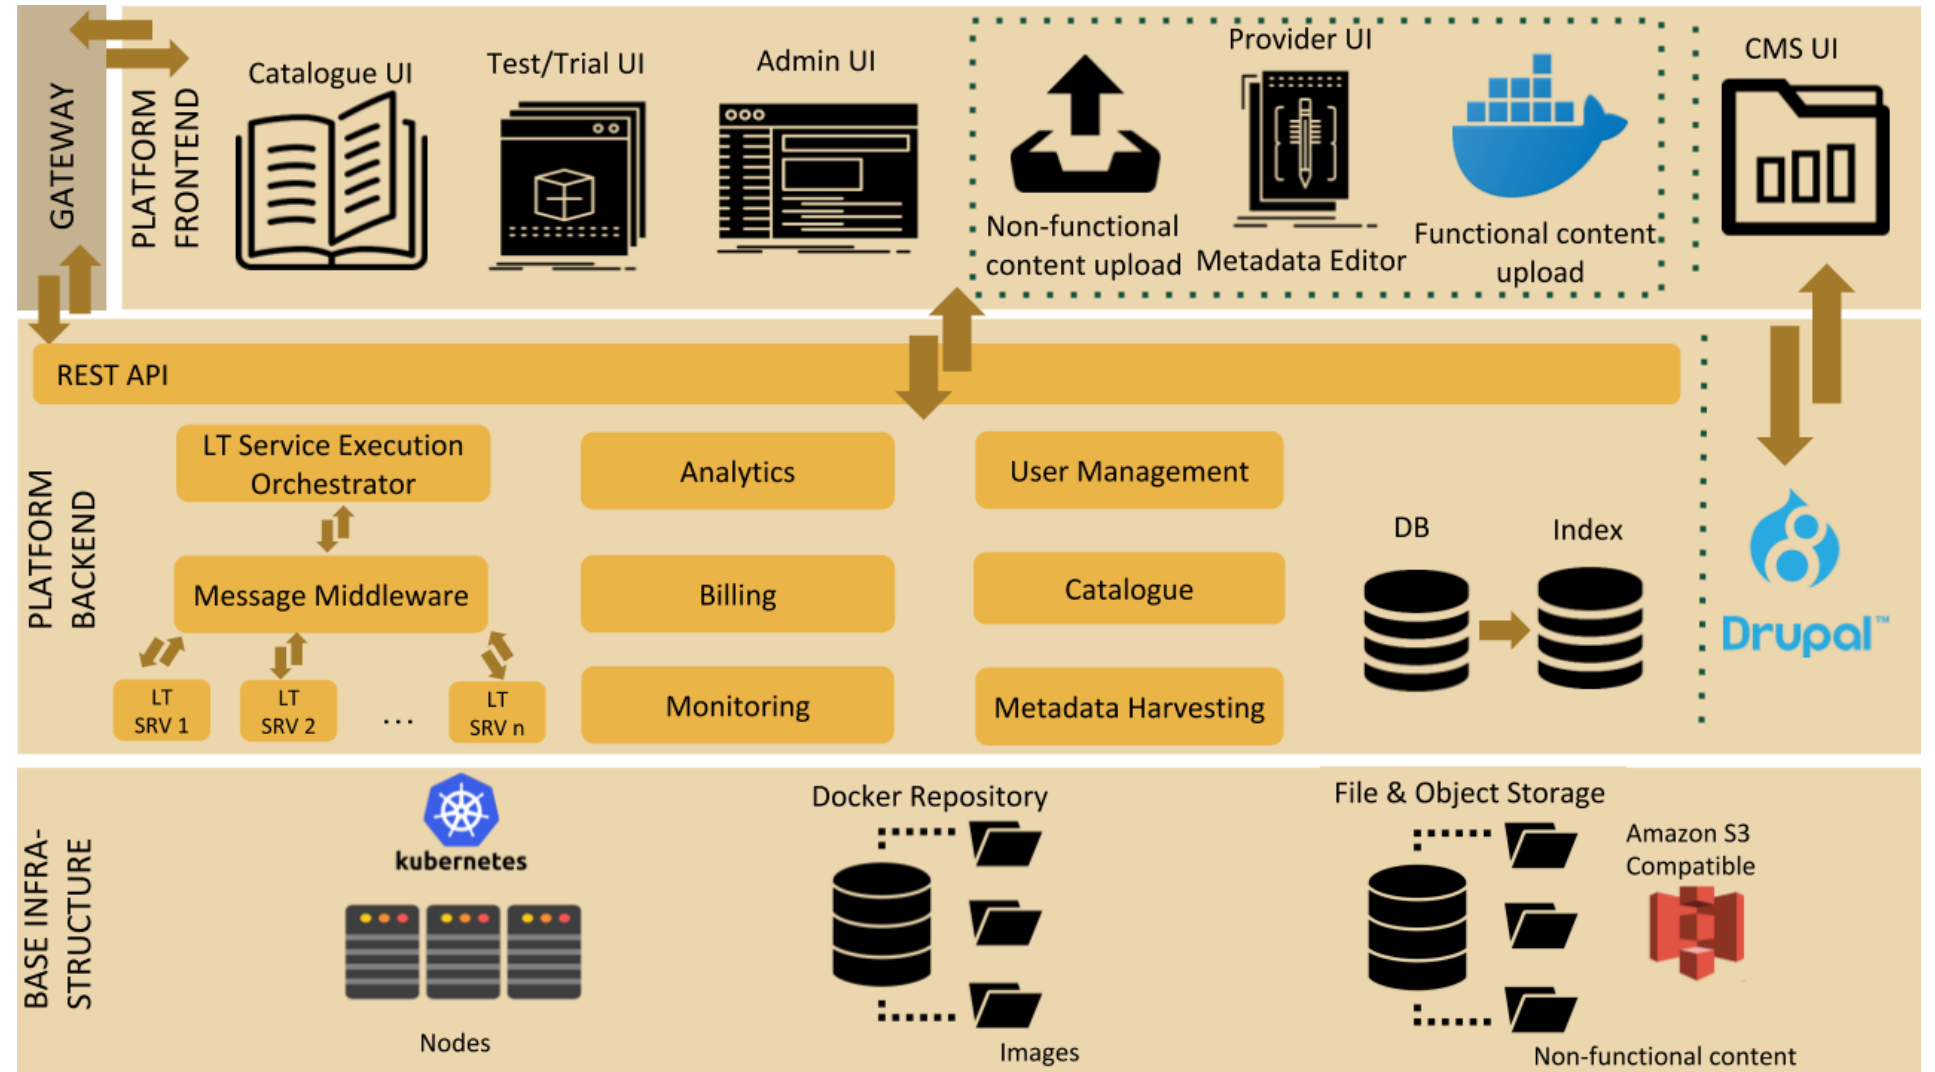 GATEWAY
PLATFORM
FRONTEND
Catalogue UI
Test/Trial UI
Admin UI
Provider UI
Non-functional
content upload
Metadata Editor
Functional content
upload
CMS UI
PLATFORM
BACKEND
REST API
LT Service Execution
Orchestrator
Message Middleware
LT
SRV 1
LT
SRV 2
...
LT
SRV n
Analytics
Billing
Monitoring
User Management
Catalogue
Metadata Harvesting
DB
Index
Drupal™
BASE INFRA-
STRUCTURE
kubernetes
Nodes
Docker Repository
Images
File & Object Storage
Amazon S3
Compatible
Non-functional content